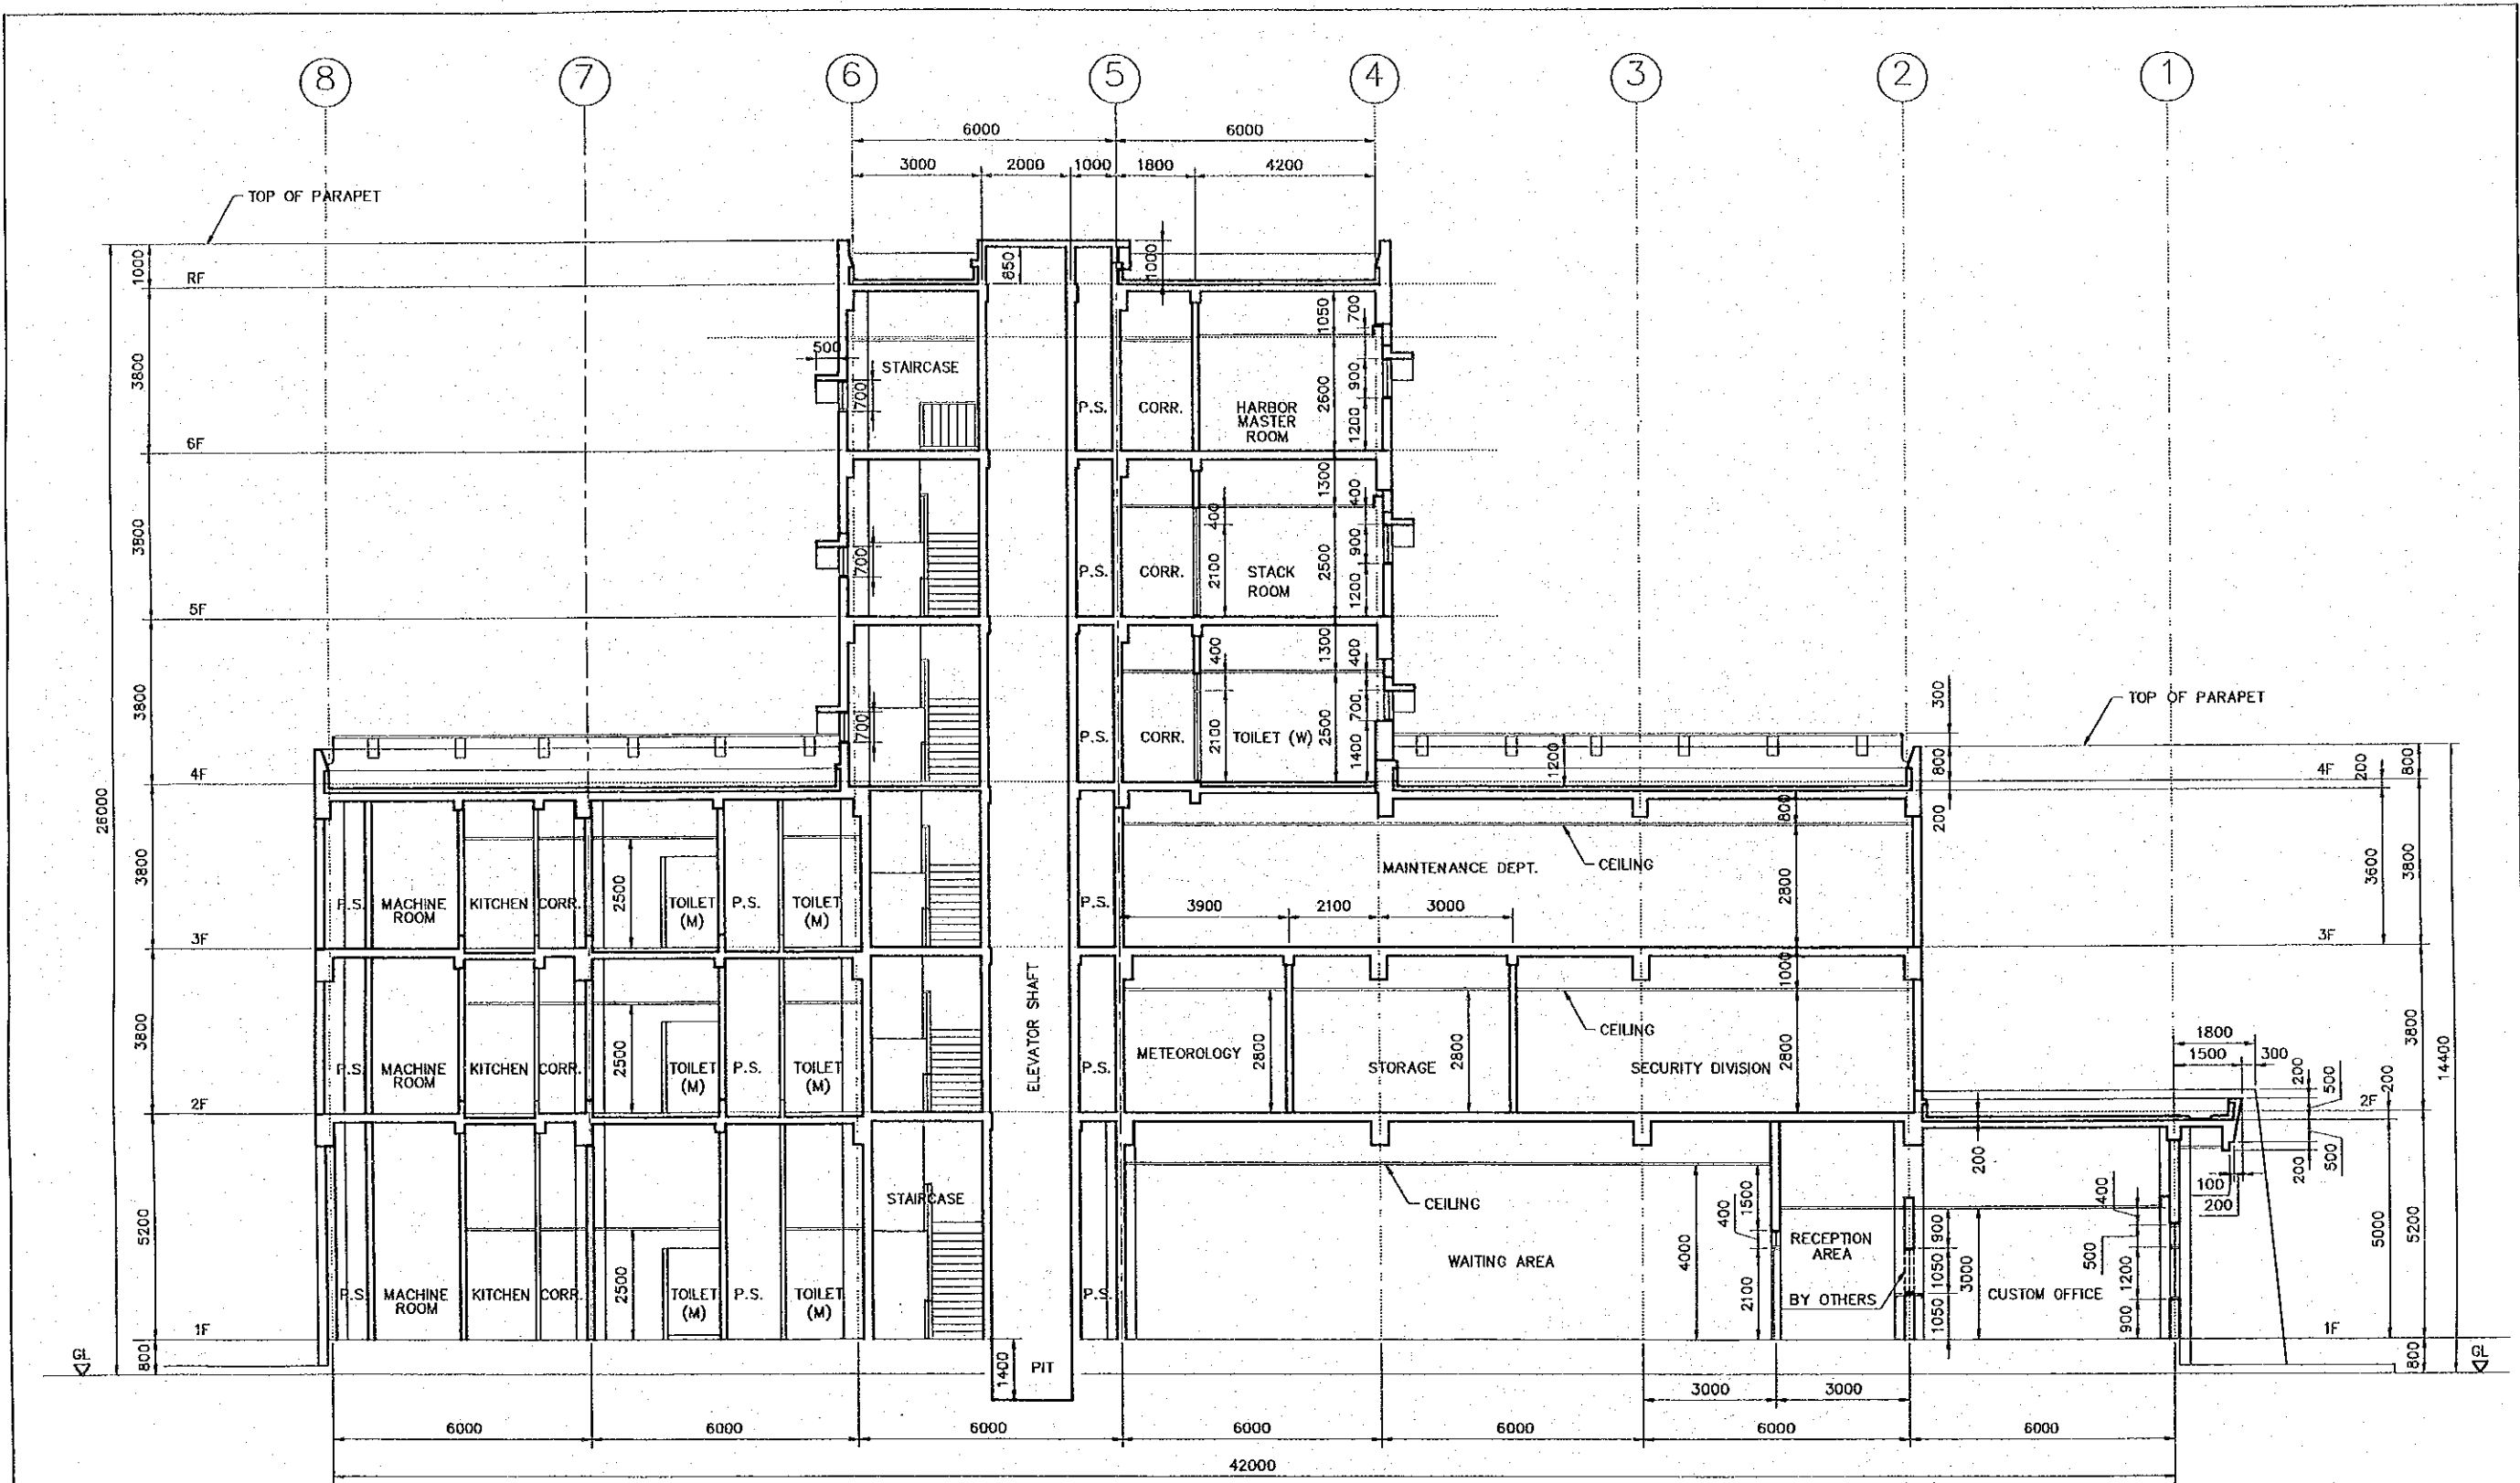 8 7 6 5 4 3 2 1
6000 6000
3000 2000 1000 1800 4200
TOP OF PARAPET
1000
RF
850
1000
1050
700
3800
500
STAIRCASE
700
P.S.
CORR.
HARBOR
MASTER
ROOM
2600
900
1200
6F
1300
400
3800
700
P.S.
CORR.
400
2100
STACK
ROOM
2500
900
1200
5F
1300
400
400
3800
700
P.S.
CORR.
2100
TOILET (W)
2500
700
1400
1200
300
800
200
TOP OF PARAPET
4F
4F
200
800
26000
3800
P.S.
MACHINE
ROOM
KITCHEN
CORR.
2500
TOILET
(M)
P.S.
TOILET
(M)
P.S.
800
MAINTENANCE DEPT.
CEILING
2800
3900 2100 3000
3600
3800
3F
3F
3800
P.S.
MACHINE
ROOM
KITCHEN
CORR.
2500
TOILET
(M)
P.S.
TOILET
(M)
ELEVATOR SHAFT
P.S.
METEOROLOGY
2800
STORAGE
2800
CEILING
SECURITY DIVISION
1000
2800
3800
14400
1800
1500 300
200
500
200
2F
2F
200
500
200
100
200
5200
P.S.
MACHINE
ROOM
KITCHEN
CORR.
2500
TOILET
(M)
P.S.
TOILET
(M)
STAIRCASE
P.S.
CEILING
WAITING AREA
4000
400
1500
2100
RECEPTION
AREA
BY OTHERS
900
1050
1050
3000
CUSTOM OFFICE
400
500
1200
900
5000
5200
1F
1F
GL
800
1400
PIT
800
GL
3000 3000
6000 6000 6000 6000 6000 6000 6000
42000